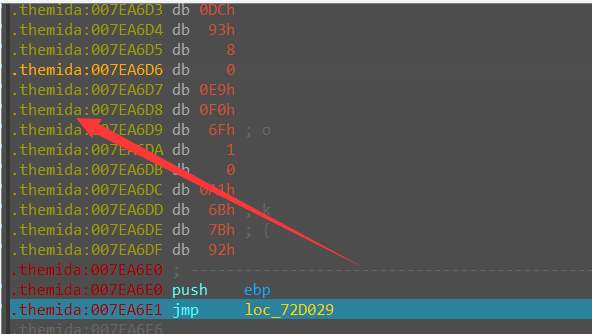 .themida:007EA6D3 db 0DCh
.themida:007EA6D4 db 93h
.themida:007EA6D5 db 8
.themida:007EA6D6 db 0
.themida:007EA6D7 db 0E9h
.themida:007EA6D8 db 0F0h
.themida:007EA6D9 db 6Fh ; o
.themida:007EA6DA db 1
.themida:007EA6DB db 0
.themida:007EA6DC db 0A1h
.themida:007EA6DD db 6Bh ; k
.themida:007EA6DE db 7Bh ; {
.themida:007EA6DF db 92h
.themida:007EA6E0 ; ---------------------------------------------------------------------------
.themida:007EA6E0 push ebp
.themida:007EA6E1 jmp loc_72D029
.themida:007EA6E6